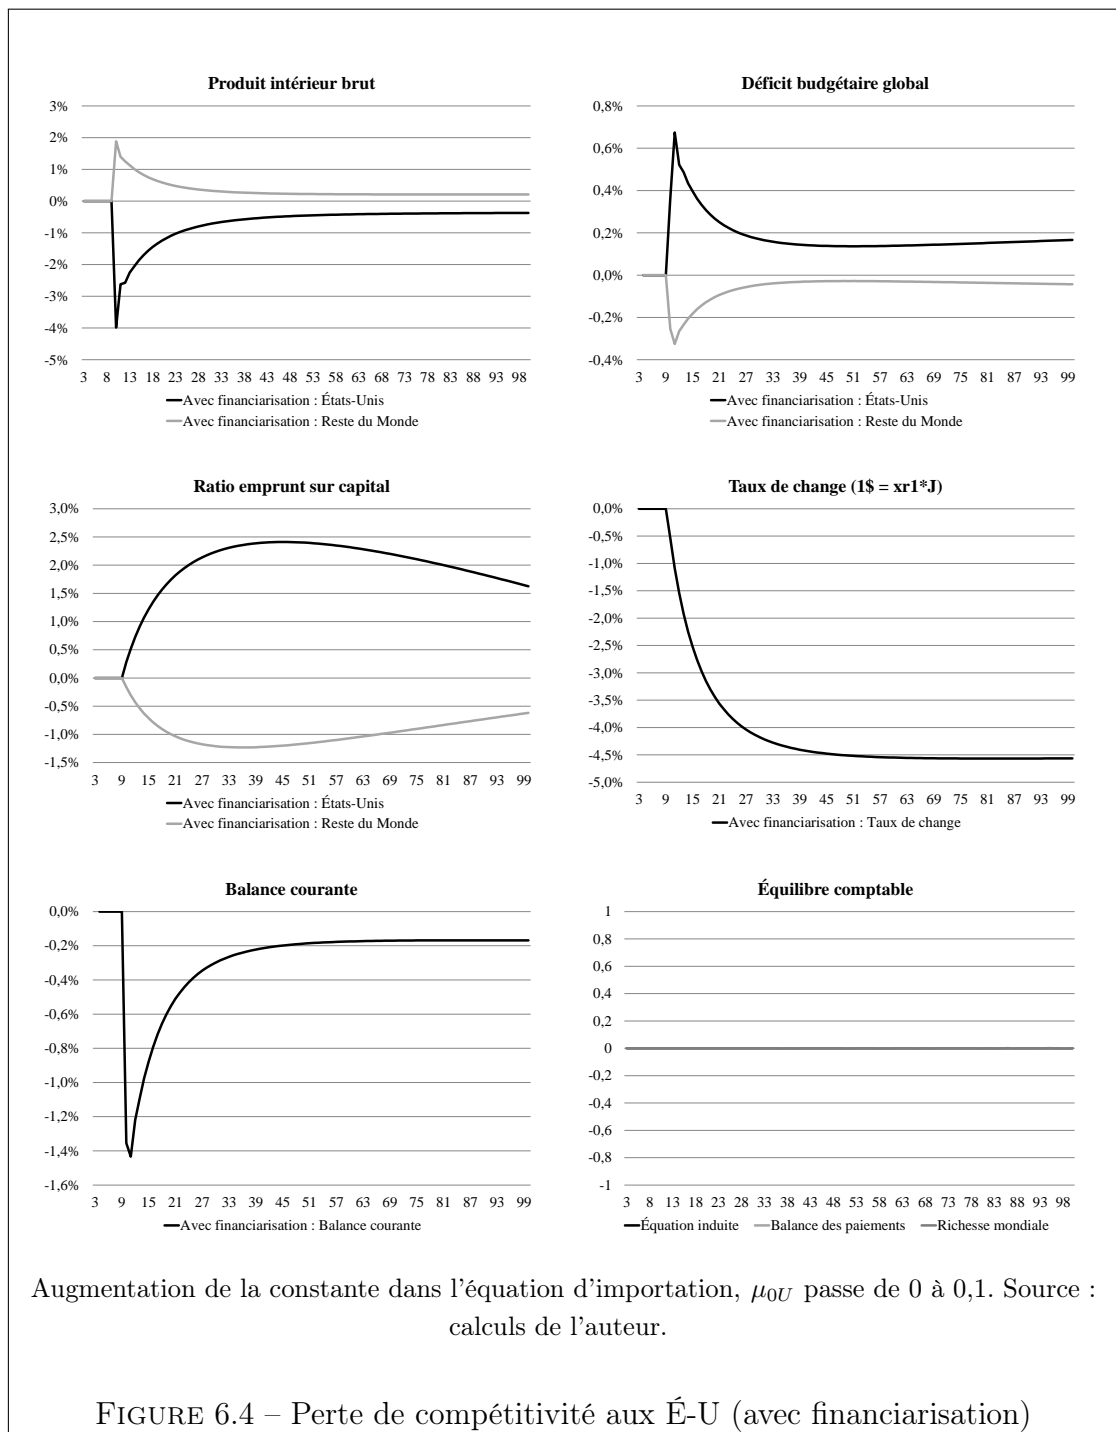 Produit intérieur brut
3%
2%
1%
0%
-1%
-2%
-3%
-4%
-5%
3 8 13 18 23 28 33 38 43 48 53 58 63 68 73 78 83 88 93 98
Avec financiarisation : États-Unis
Avec financiarisation : Reste du Monde
Déficit budgétaire global
0,8%
0,6%
0,4%
0,2%
0,0%
-0,2%
-0,4%
3 9 15 21 27 33 39 45 51 57 63 69 75 81 87 93 99
Avec financiarisation : États-Unis
Avec financiarisation : Reste du Monde
Ratio emprunt sur capital
3,0%
2,5%
2,0%
1,5%
1,0%
0,5%
0,0%
-0,5%
-1,0%
-1,5%
3 9 15 21 27 33 39 45 51 57 63 69 75 81 87 93 99
Avec financiarisation : États-Unis
Avec financiarisation : Reste du Monde
Taux de change (1$ = xr1*J)
0,0%
-0,5%
-1,0%
-1,5%
-2,0%
-2,5%
-3,0%
-3,5%
-4,0%
-4,5%
-5,0%
3 9 15 21 27 33 39 45 51 57 63 69 75 81 87 93 99
Avec financiarisation : Taux de change
Balance courante
0,0%
-0,2%
-0,4%
-0,6%
-0,8%
-1,0%
-1,2%
-1,4%
-1,6%
3 9 15 21 27 33 39 45 51 57 63 69 75 81 87 93 99
Avec financiarisation : Balance courante
Équilibre comptable
1
0,8
0,6
0,4
0,2
0
-0,2
-0,4
-0,6
-0,8
-1
3 8 13 18 23 28 33 38 43 48 53 58 63 68 73 78 83 88 93 98
Équation induite Balance des paiements Richesse mondiale
Augmentation de la constante dans l'équation d'importation, μ0U passe de 0 à 0,1. Source :
calculs de l'auteur.
FIGURE 6.4 – Perte de compétitivité aux É-U (avec financiarisation)